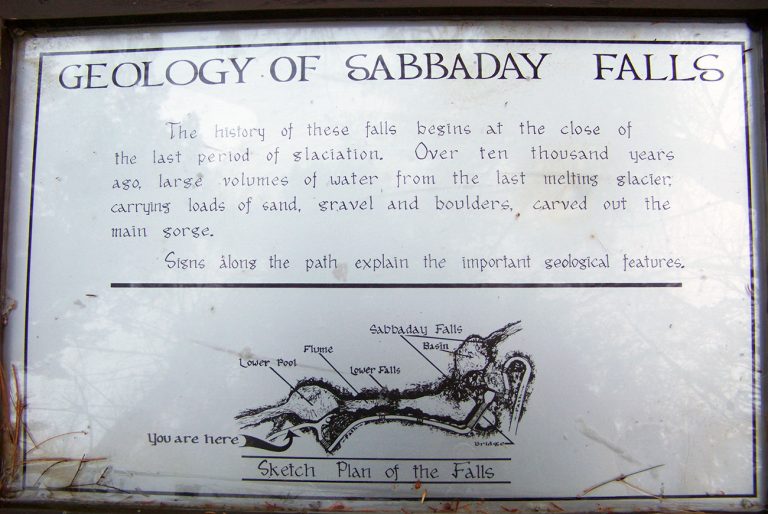 GEOLOGY OF SABBADAY FALLS
The history of these falls begins at the close of
the last period of glaciation. Over ten thousand years
ago, large volumes of water from the last melting glacier,
carrying loads of sand, gravel and boulders, carved out the
main gorge.
Signs along the path explain the important geological features.
Sabbaday Falls
Basin
Flume
Lower Falls
Lower Pool
You are here
Bridge
Sketch Plan of the Falls